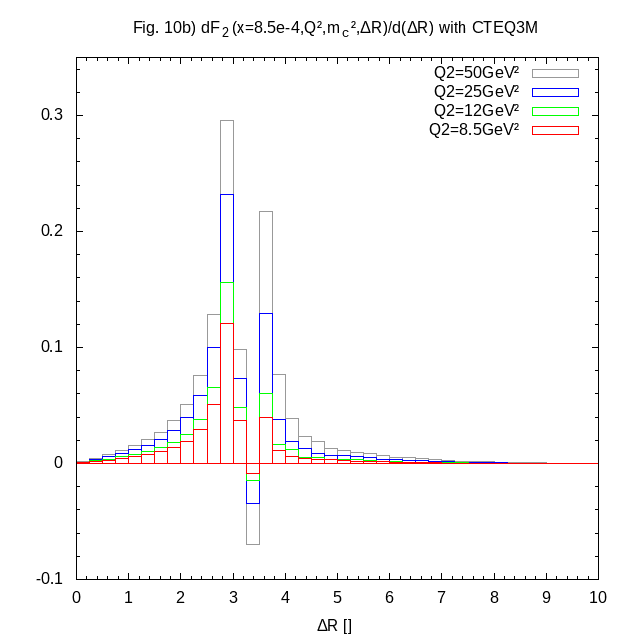 Fig. 10b) dF₂(x=8.5e-4,Q²,m_c²,ΔR)/d(ΔR) with CTEQ3M
Q2=50GeV²
Q2=25GeV²
Q2=12GeV²
Q2=8.5GeV²
0.3
0.2
0.1
0
-0.1
0 1 2 3 4 5 6 7 8 9 10
ΔR []